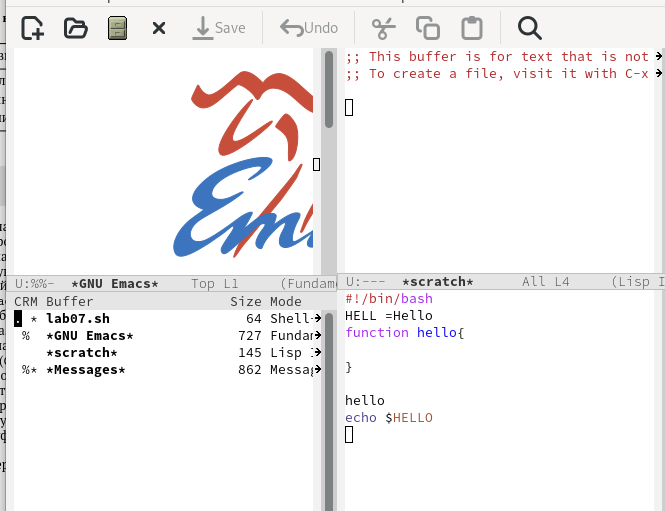 Save Undo
;; This buffer is for text that is not
;; To create a file, visit it with C-x
U:%%- *GNU Emacs* Top L1 (Fundam
U:--- *scratch* All L4 (Lisp I
CRM Buffer Size Mode
. * lab07.sh 64 Shell-
% *GNU Emacs* 727 Fundar
*scratch* 145 Lisp I
%* *Messages* 862 Messag
#!/bin/bash
HELL =Hello
function hello{
}
hello
echo $HELLO